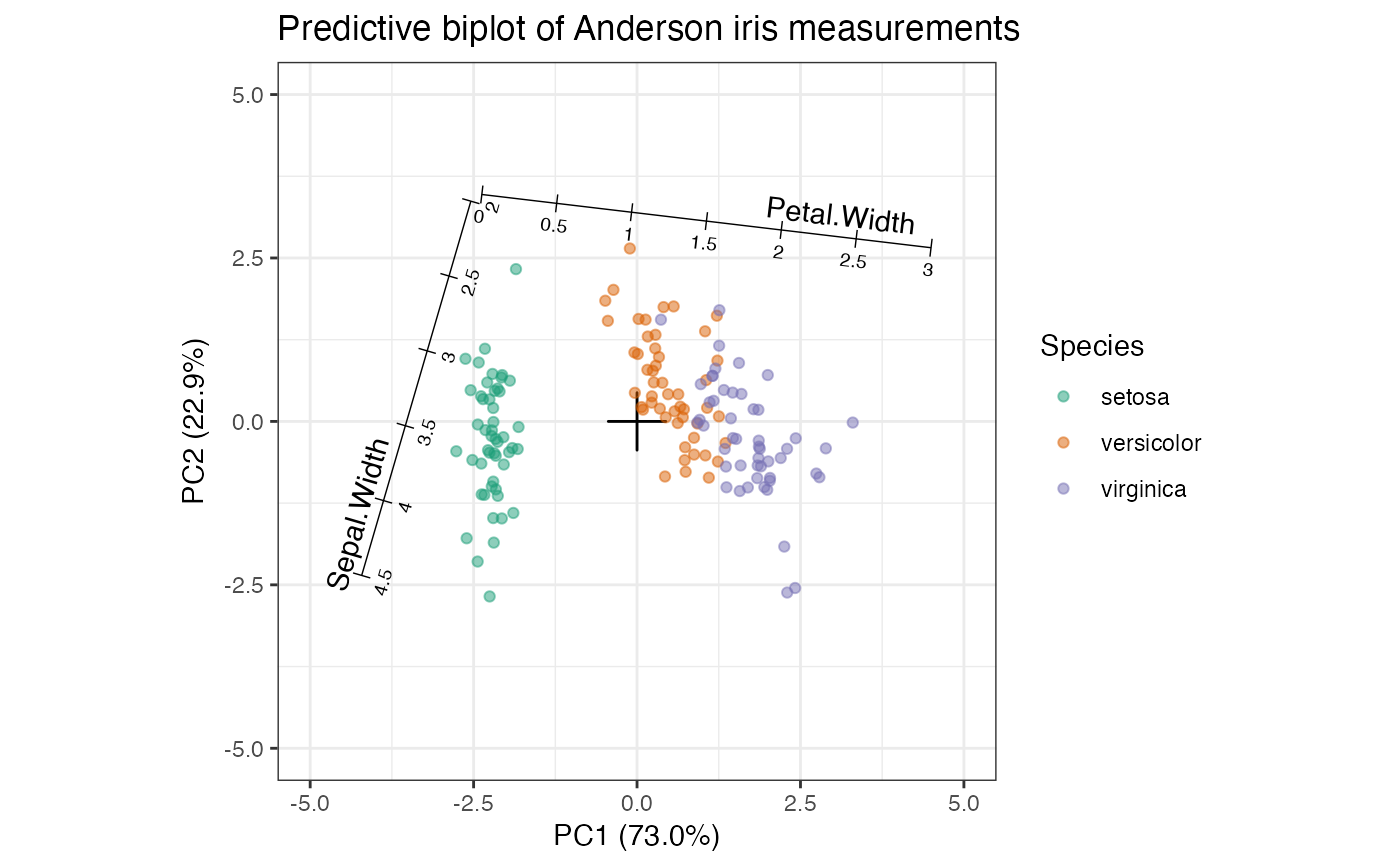 Predictive biplot of Anderson iris measurements
5.0
2.5
0.0
-2.5
-5.0
PC2 (22.9%)
Petal.Width
0
0.5
1
1.5
2
2.5
3
Sepal.Width
2
2.5
3
3.5
4
4.5
-5.0
-2.5
0.0
2.5
5.0
PC1 (73.0%)
Species
setosa
versicolor
virginica